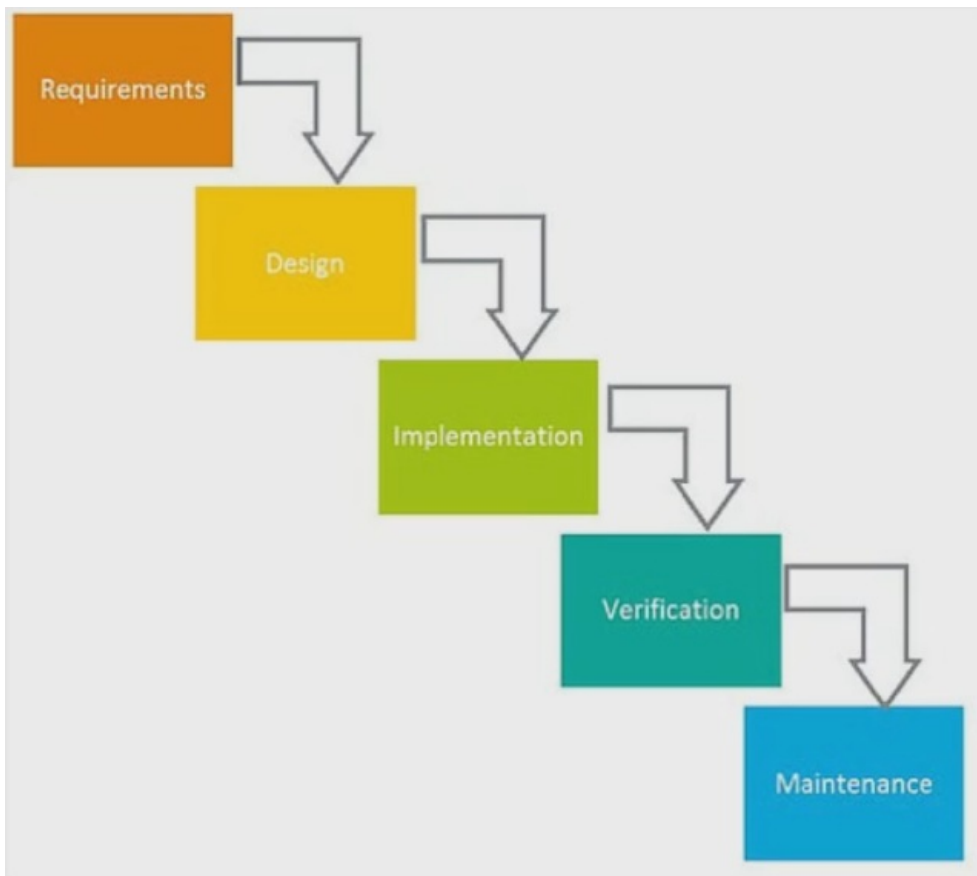 Requirements
Design
Implementation
Verification
Maintenance